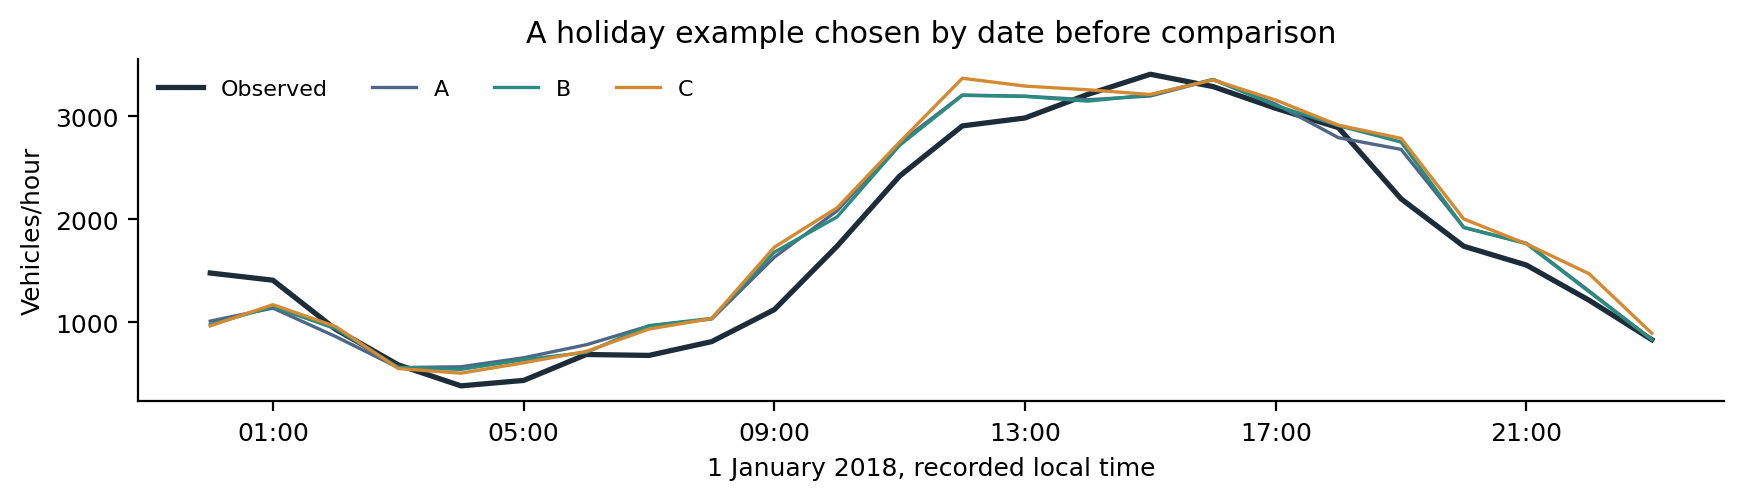 A holiday example chosen by date before comparison
Observed A B C
Vehicles/hour
3000
2000
1000
01:00 05:00 09:00 13:00 17:00 21:00
1 January 2018, recorded local time